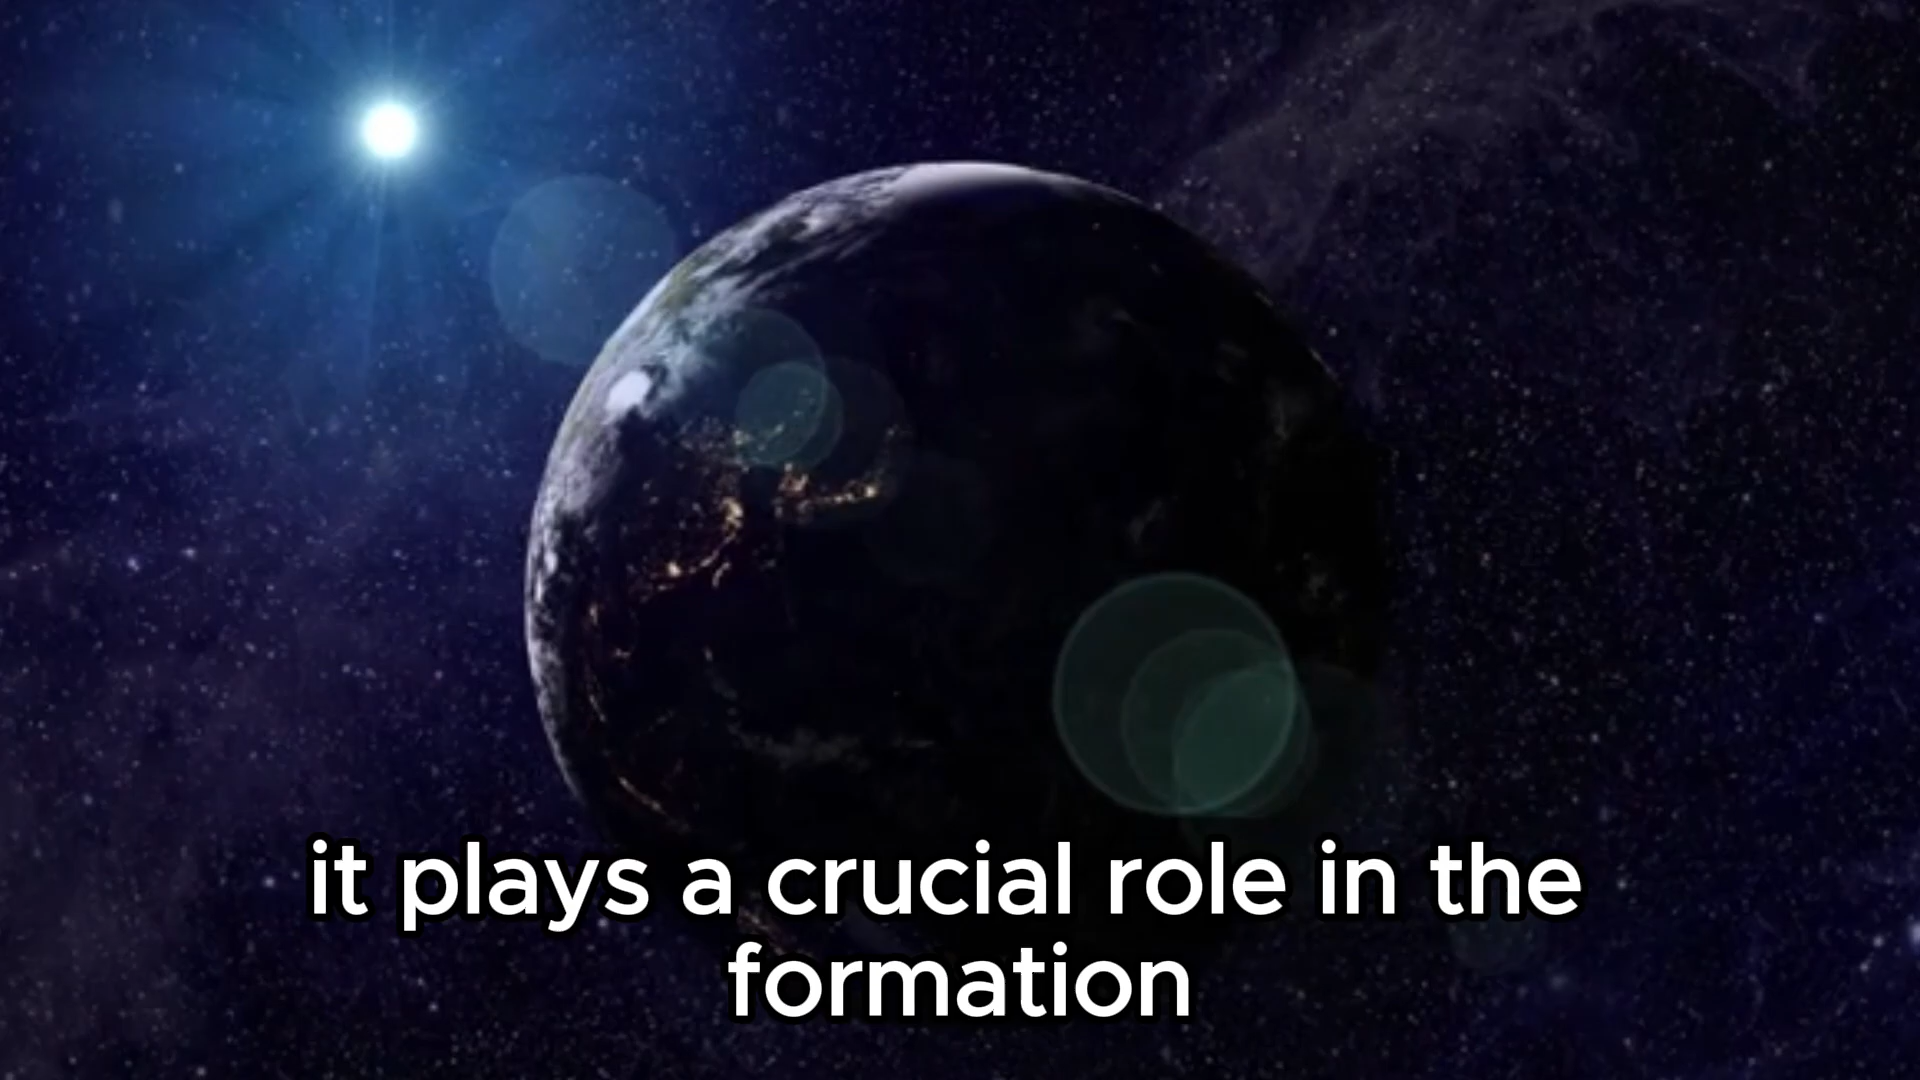 it plays a crucial role in the
formation